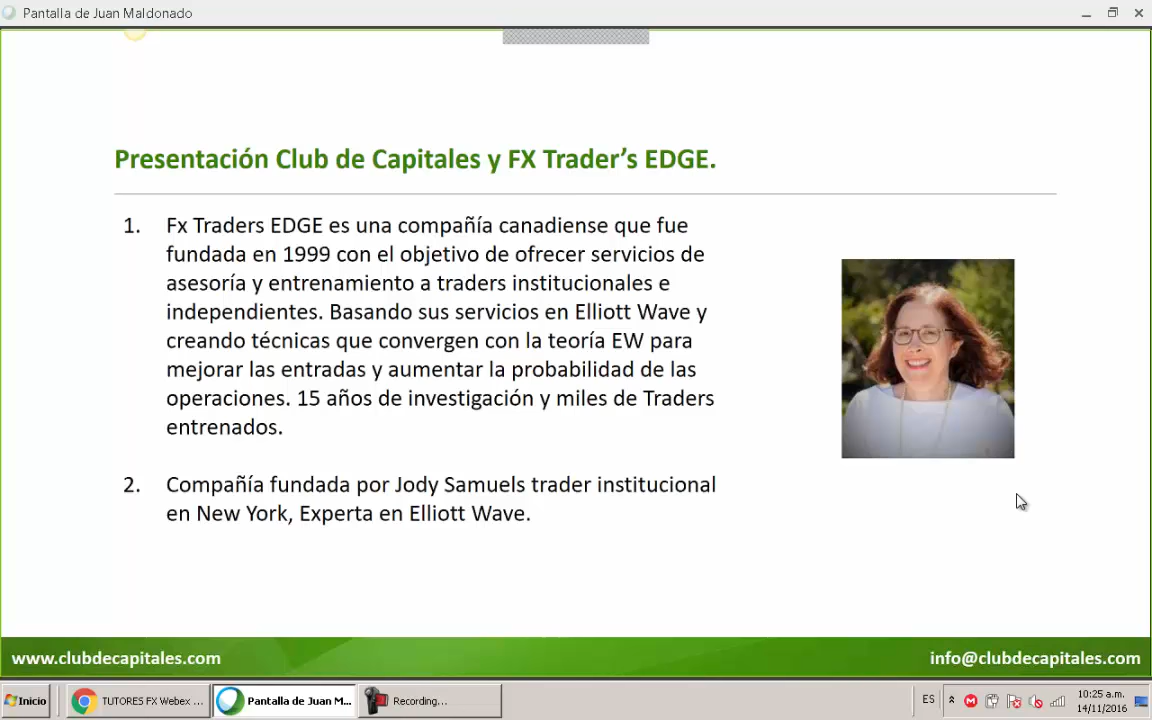 Pantalla de Juan Maldonado
Presentación Club de Capitales y FX Trader's EDGE.
1. Fx Traders EDGE es una compañía canadiense que fue
fundada en 1999 con el objetivo de ofrecer servicios de
asesoría y entrenamiento a traders institucionales e
independientes. Basando sus servicios en Elliott Wave y
creando técnicas que convergen con la teoría EW para
mejorar las entradas y aumentar la probabilidad de las
operaciones. 15 años de investigación y miles de Traders
entrenados.
2. Compañía fundada por Jody Samuels trader institucional
en New York, Experta en Elliott Wave.
www.clubdecapitales.com
info@clubdecapitales.com
Inicio
TUTORES FX Webex ...
Pantalla de Juan M...
Recording...
ES
10:25 a.m.
14/11/2016